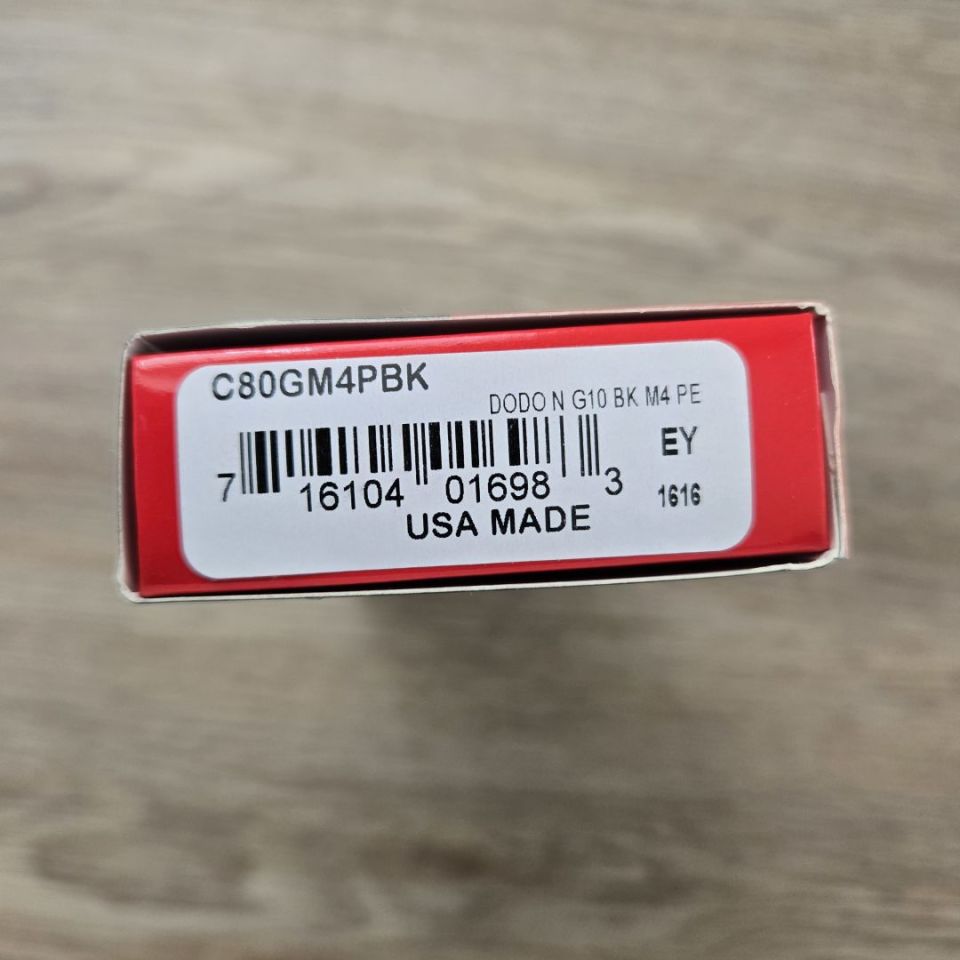 C80GM4PBK
DODO N G10 BK M4 PE
EY
7 16104 01698 3
1616
USA MADE